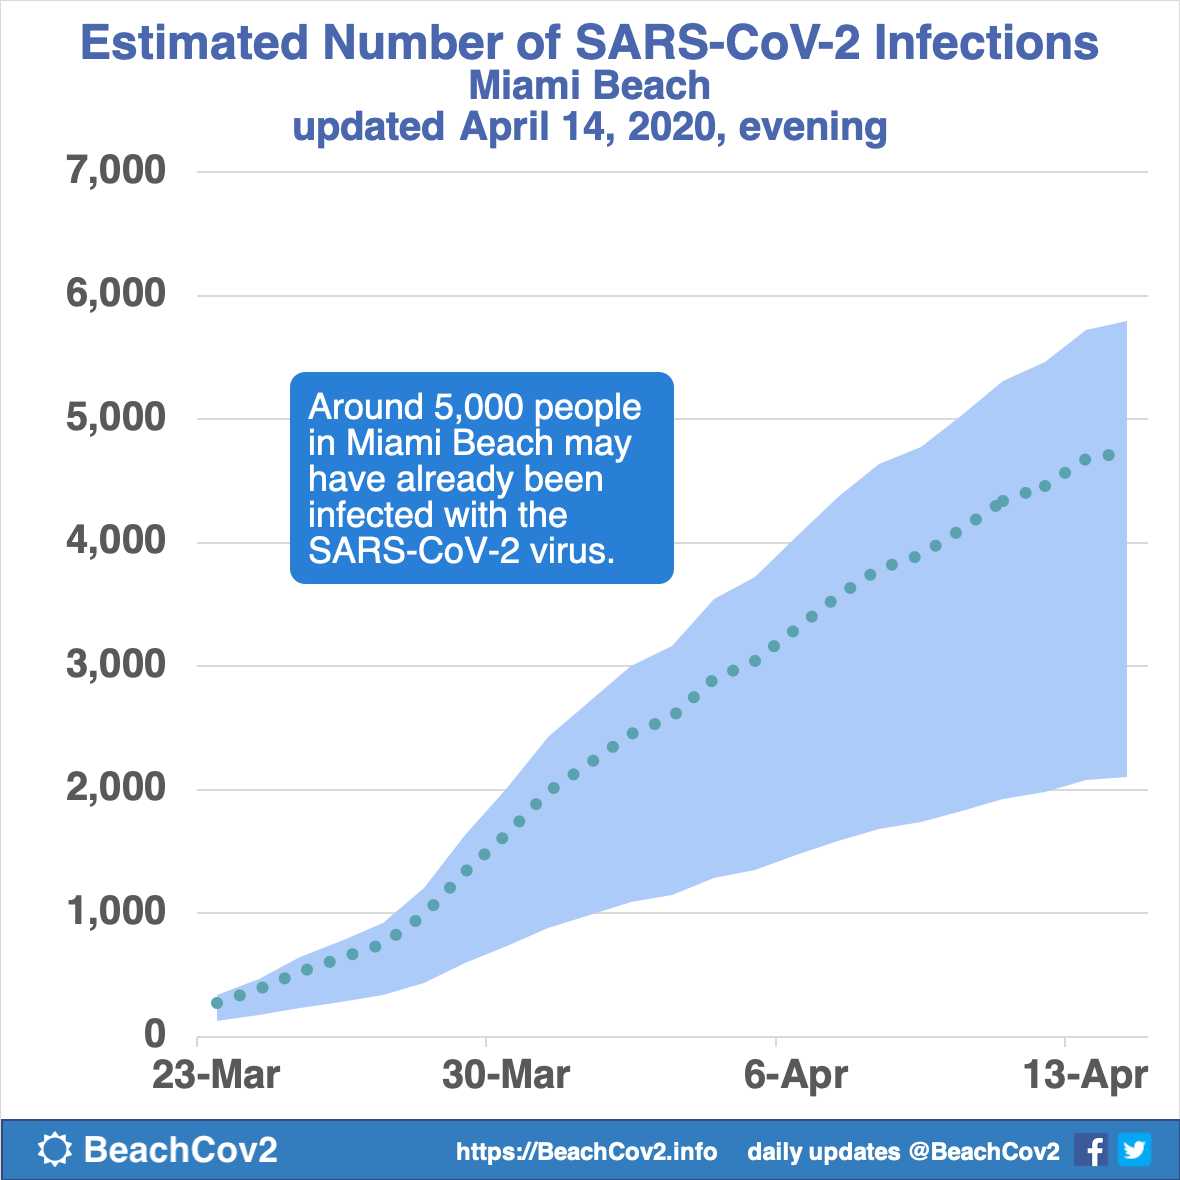 Estimated Number of SARS-CoV-2 Infections
Miami Beach
updated April 14, 2020, evening
7,000
6,000
5,000
4,000
3,000
2,000
1,000
0
Around 5,000 people
in Miami Beach may
have already been
infected with the
SARS-CoV-2 virus.
23-Mar 30-Mar 6-Apr 13-Apr
BeachCov2 https://BeachCov2.info daily updates @BeachCov2